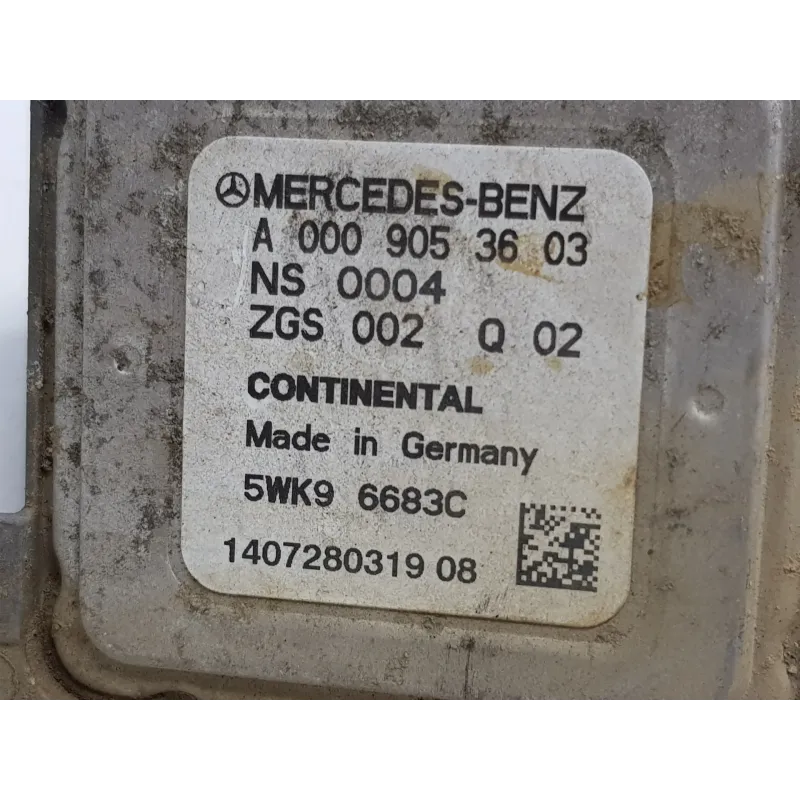 MERCEDES-BENZ
A 000 905 36 03
NS 0004
ZGS 002 Q 02
CONTINENTAL
Made in Germany
5WK9 6683C
1407280319 08